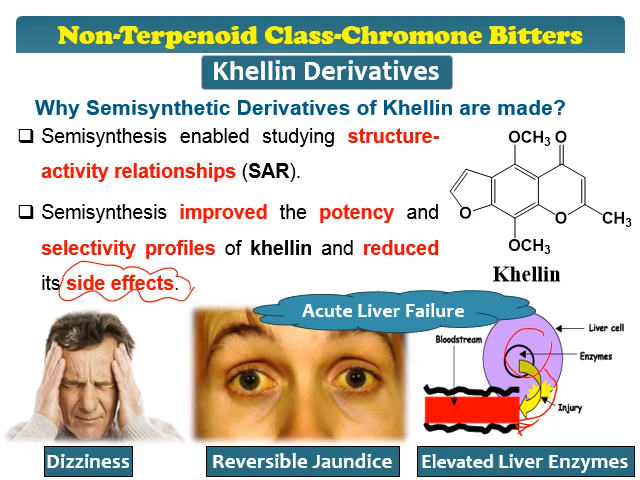 Non-Terpenoid Class-Chromone Bitters
Khellin Derivatives
Why Semisynthetic Derivatives of Khellin are made?
Semisynthesis enabled studying structure-
activity relationships (SAR).
Semisynthesis improved the potency and
selectivity profiles of khellin and reduced
its side effects.
OCH3 O
O
O
CH3
OCH3
Khellin
Acute Liver Failure
Bloodstream
Liver cell
Enzymes
Injury
Dizziness
Reversible Jaundice
Elevated Liver Enzymes